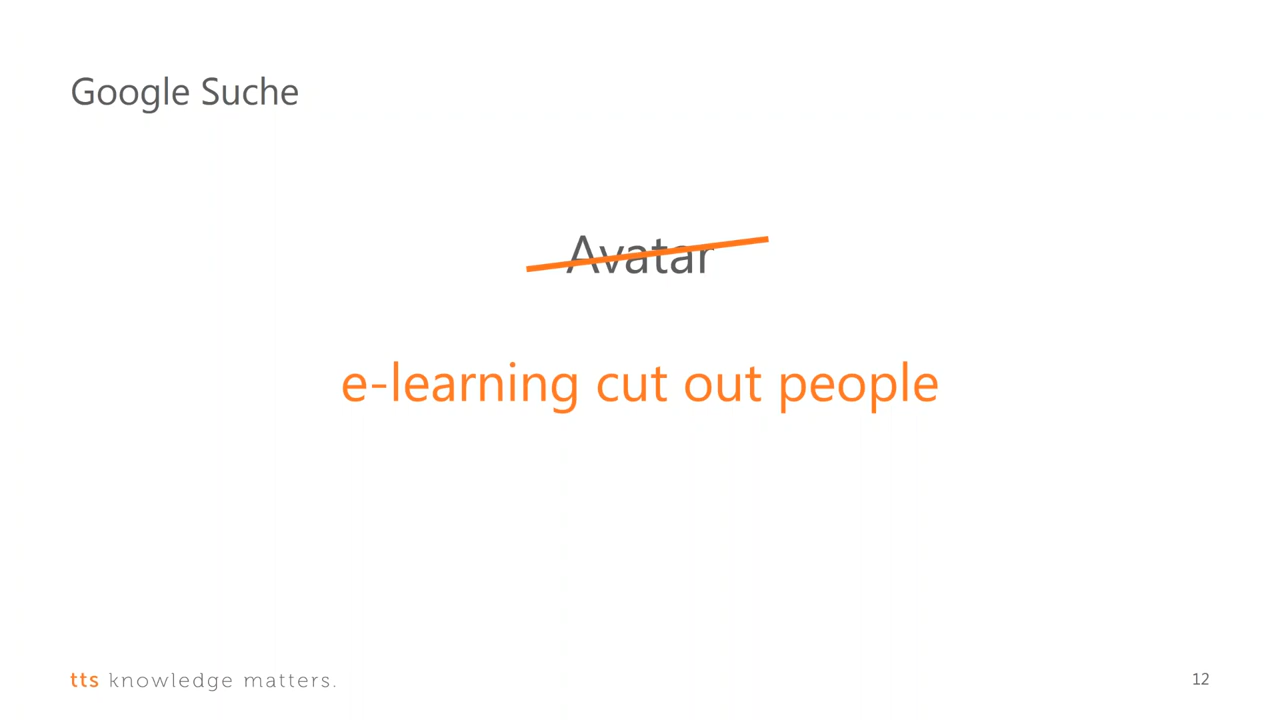 Google Suche
Avatar
e-learning cut out people
tts knowledge matters.
12